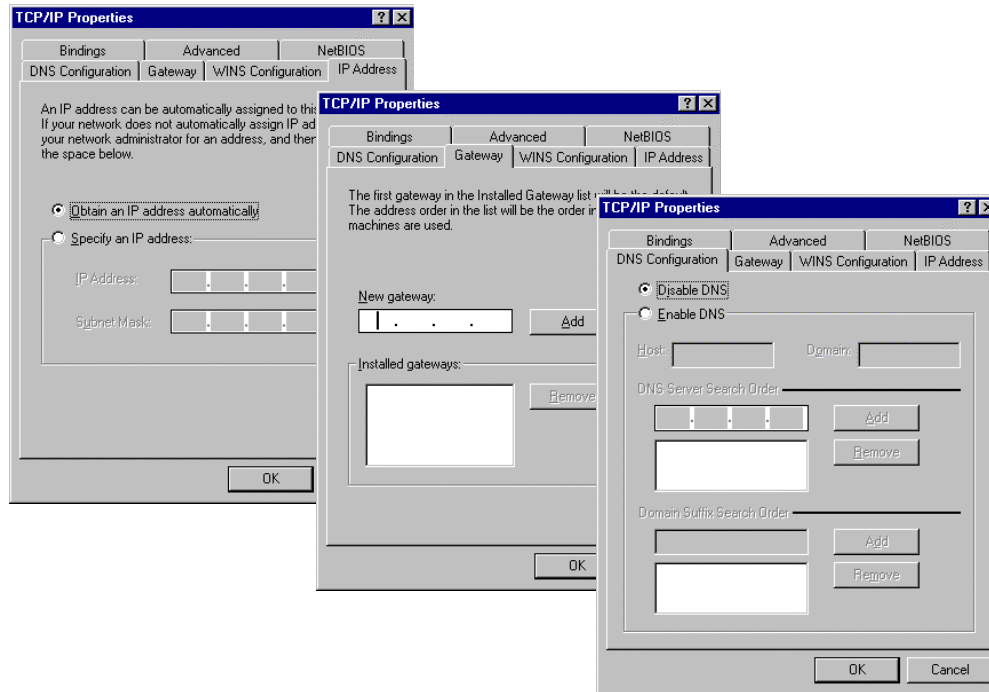 TCP/IP Properties
Bindings Advanced NetBIOS
DNS Configuration Gateway WINS Configuration IP Address
An IP address can be automatically assigned to this
If your network does not automatically assign IP ad
your network administrator for an address, and then
the space below.
Obtain an IP address automatically
Specify an IP address:
IP Address:
Subnet Mask:
OK
TCP/IP Properties
Bindings Advanced NetBIOS
DNS Configuration Gateway WINS Configuration IP Address
The first gateway in the Installed Gateway list will be the default.
The address order in the list will be the order in
machines are used.
New gateway:
Add
Installed gateways:
Remove
OK
TCP/IP Properties
Bindings Advanced NetBIOS
DNS Configuration Gateway WINS Configuration IP Address
Disable DNS
Enable DNS
Host: Domain:
DNS Server Search Order
Add
Remove
Domain Suffix Search Order
Add
Remove
OK Cancel